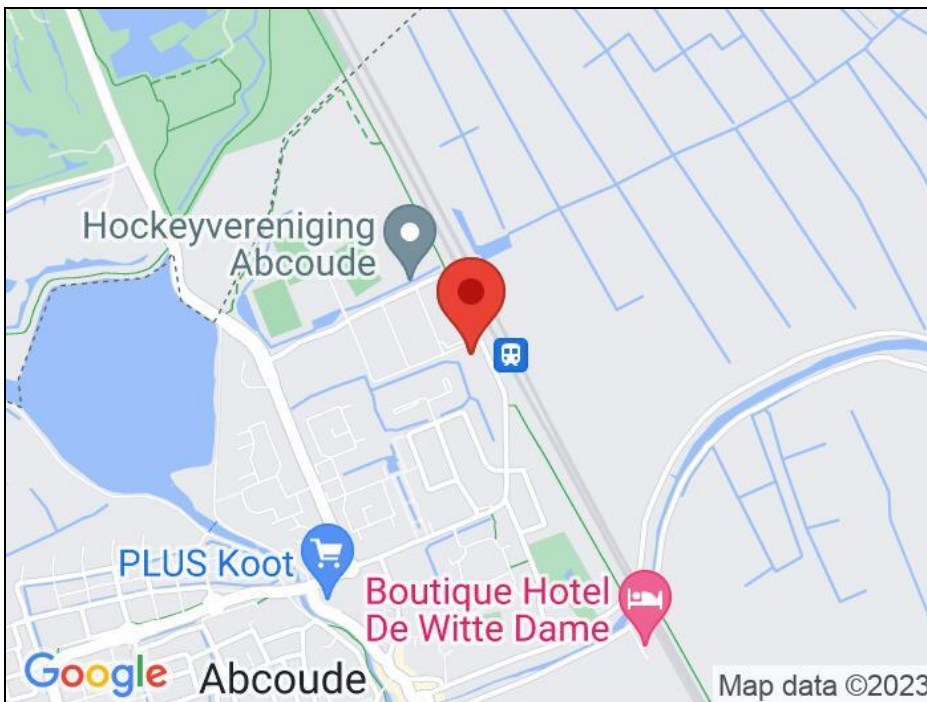 Hockeyvereniging
Abcoude
PLUS Koot
Boutique Hotel
De Witte Dame
Google
Abcoude
Map data ©2023